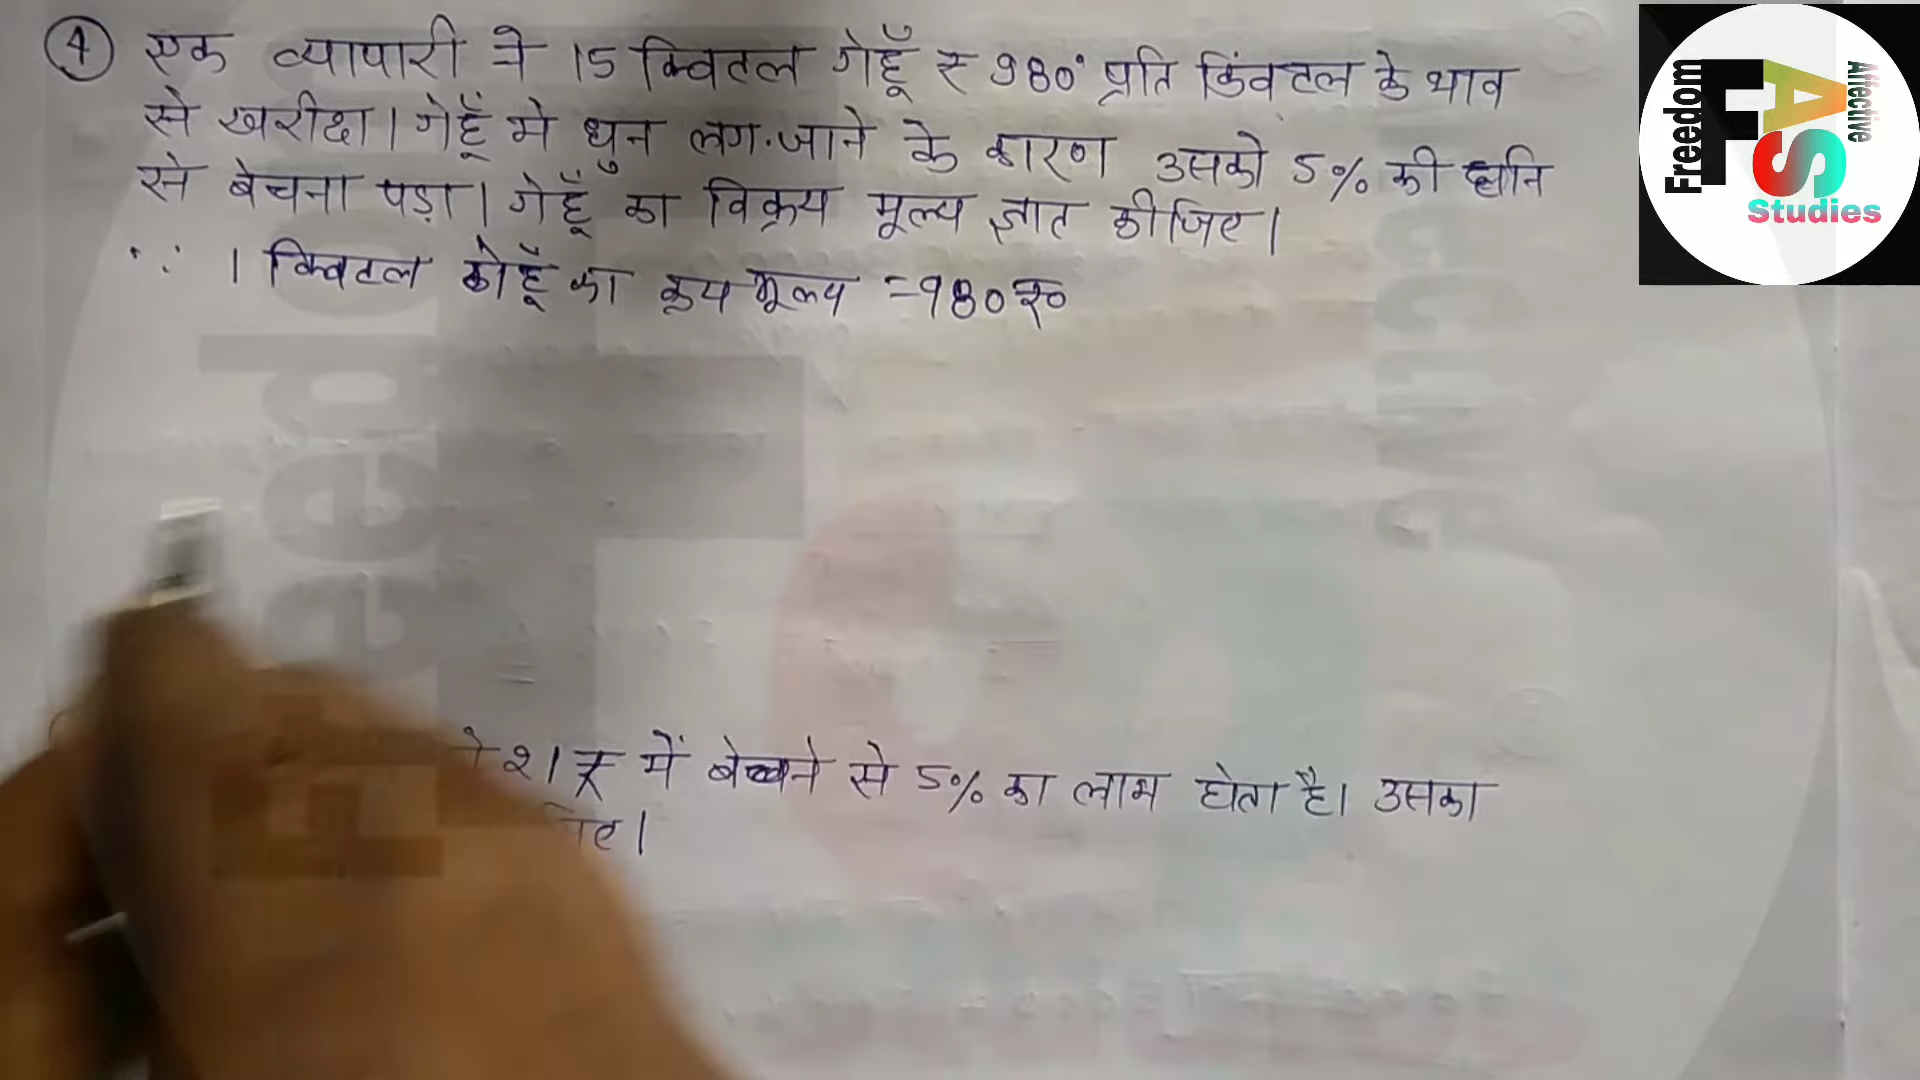 4 एक व्यापारी ने 15 क्विंटल गेहूँ ₹ 980 प्रति क्विंटल के भाव
से खरीदा। गेहूँ मे घुन लग जाने के कारण उसको 5% की हानि
से बेचना पड़ा। गेहूँ का विक्रय मूल्य ज्ञात कीजिए।
∵ 1 क्विटल गेहूँ का क्रय मूल्य = 980 रु०
21 ₹ में बेचने से 5% का लाभ होता है। उसका
Freedom
F
AS
Affective
Studies